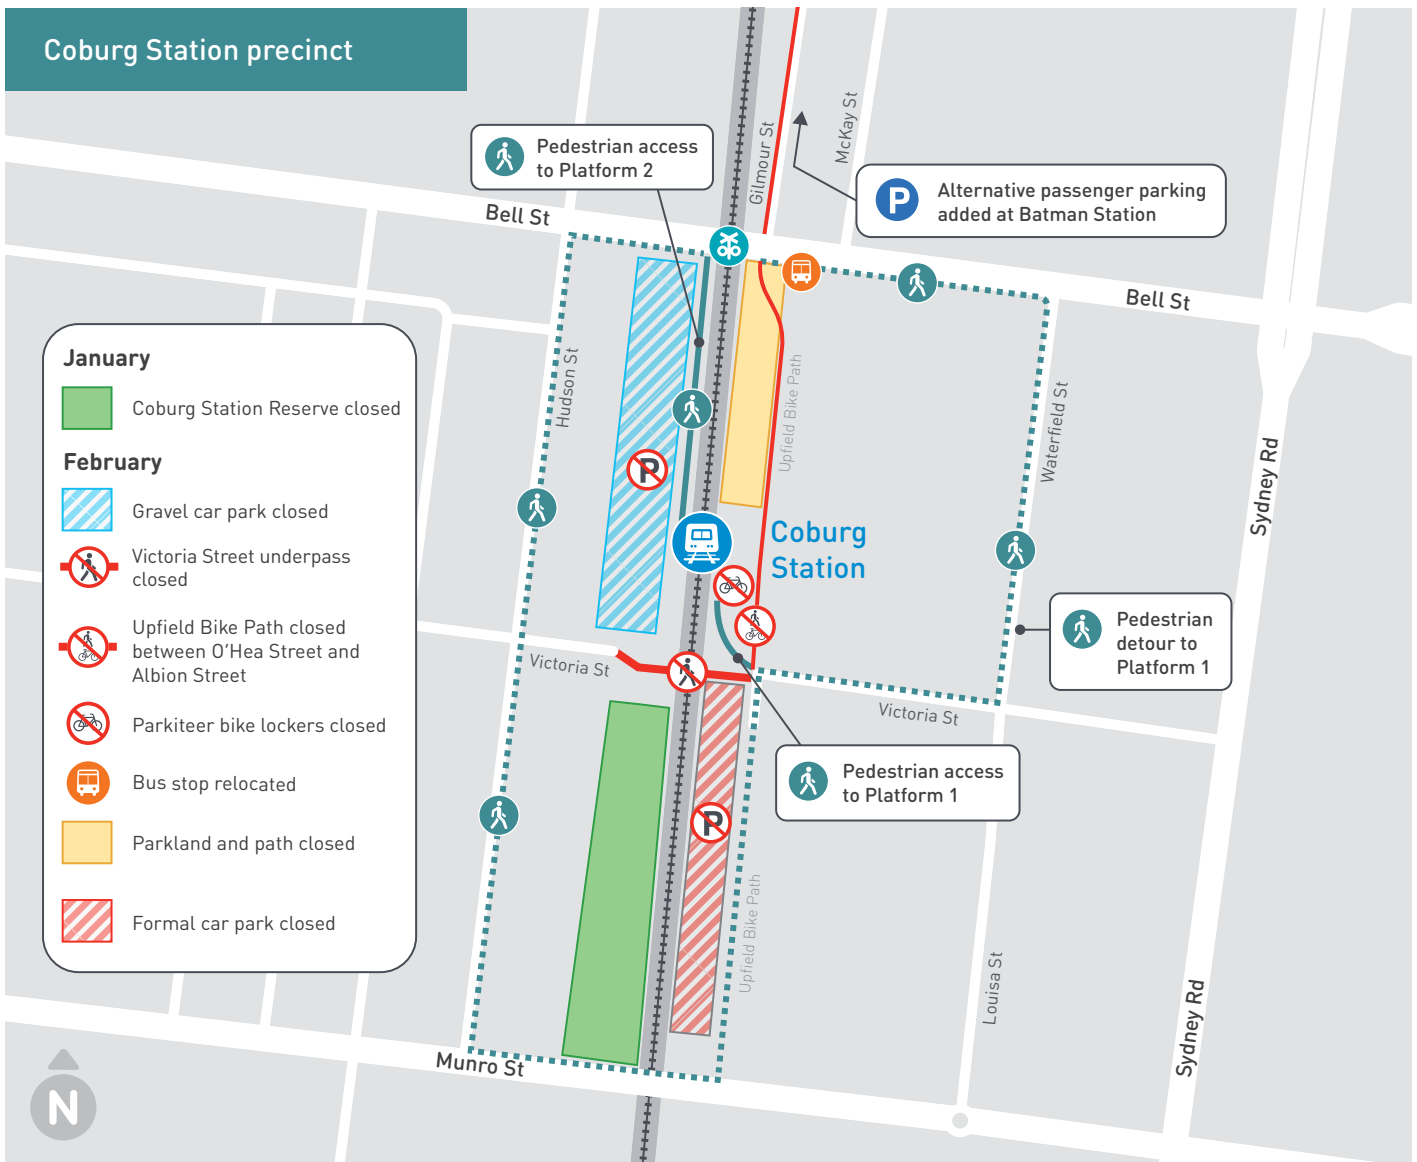 Coburg Station precinct
Pedestrian access
to Platform 2
Gilmour St
McKay St
P
Alternative passenger parking
added at Batman Station
Bell St
Bell St
January
Coburg Station Reserve closed
February
Gravel car park closed
Victoria Street underpass
closed
Upfield Bike Path closed
between O'Hea Street and
Albion Street
Parkiteer bike lockers closed
Bus stop relocated
Parkland and path closed
Formal car park closed
Hudson St
Upfield Bike Path
Waterfield St
Sydney Rd
P
Coburg
Station
Pedestrian
detour to
Platform 1
Victoria St
Victoria St
Pedestrian access
to Platform 1
P
Upfield Bike Path
Louisa St
Sydney Rd
Munro St
N